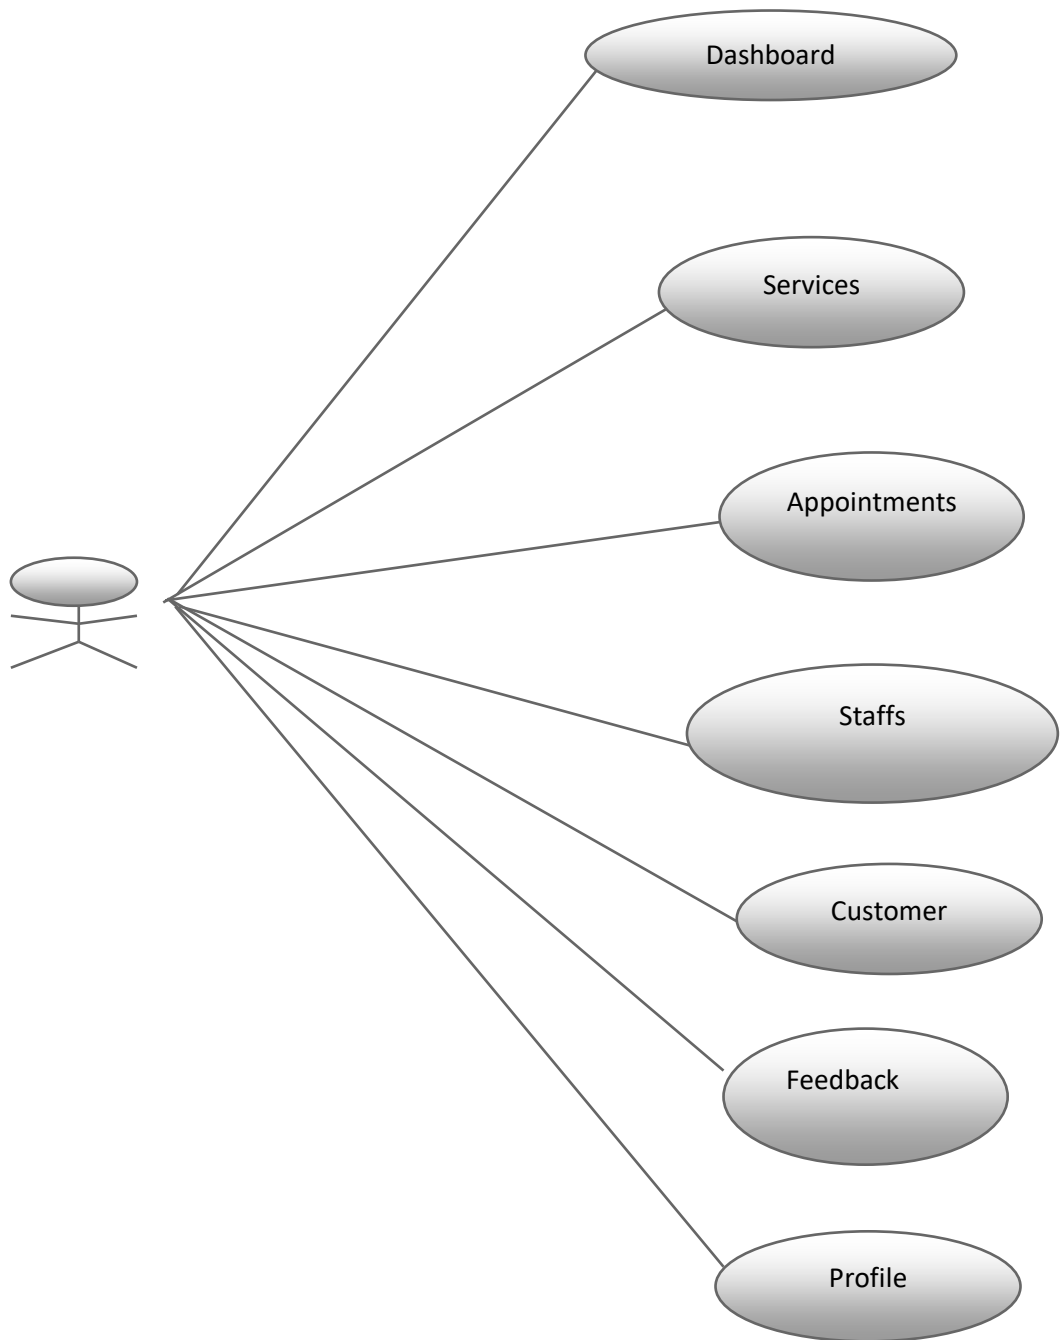 Dashboard
Services
Appointments
Staffs
Customer
Feedback
Profile